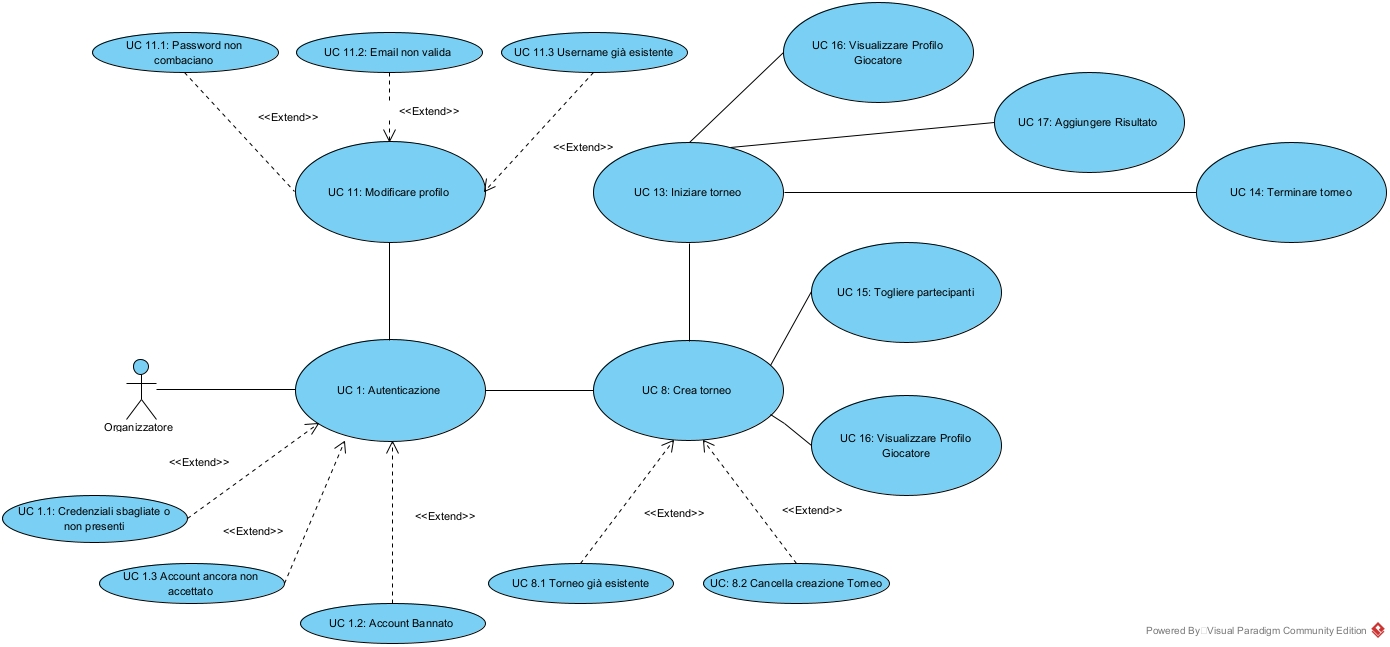 UC 11.1: Password non
combaciano
UC 11.2: Email non valida
UC 11.3 Username già esistente
UC 16: Visualizzare Profilo
Giocatore
<<Extend>>
<<Extend>>
<<Extend>>
UC 17: Aggiungere Risultato
UC 11: Modificare profilo
UC 13: Iniziare torneo
UC 14: Terminare torneo
UC 15: Togliere partecipanti
UC 1: Autenticazione
UC 8: Crea torneo
Organizzatore
UC 16: Visualizzare Profilo
Giocatore
<<Extend>>
<<Extend>>
<<Extend>>
<<Extend>>
<<Extend>>
UC 1.1: Credenziali sbagliate o
non presenti
UC 1.3 Account ancora non
accettato
UC 8.1 Torneo già esistente
UC: 8.2 Cancella creazione Torneo
UC 1.2: Account Bannato
Powered By Visual Paradigm Community Edition